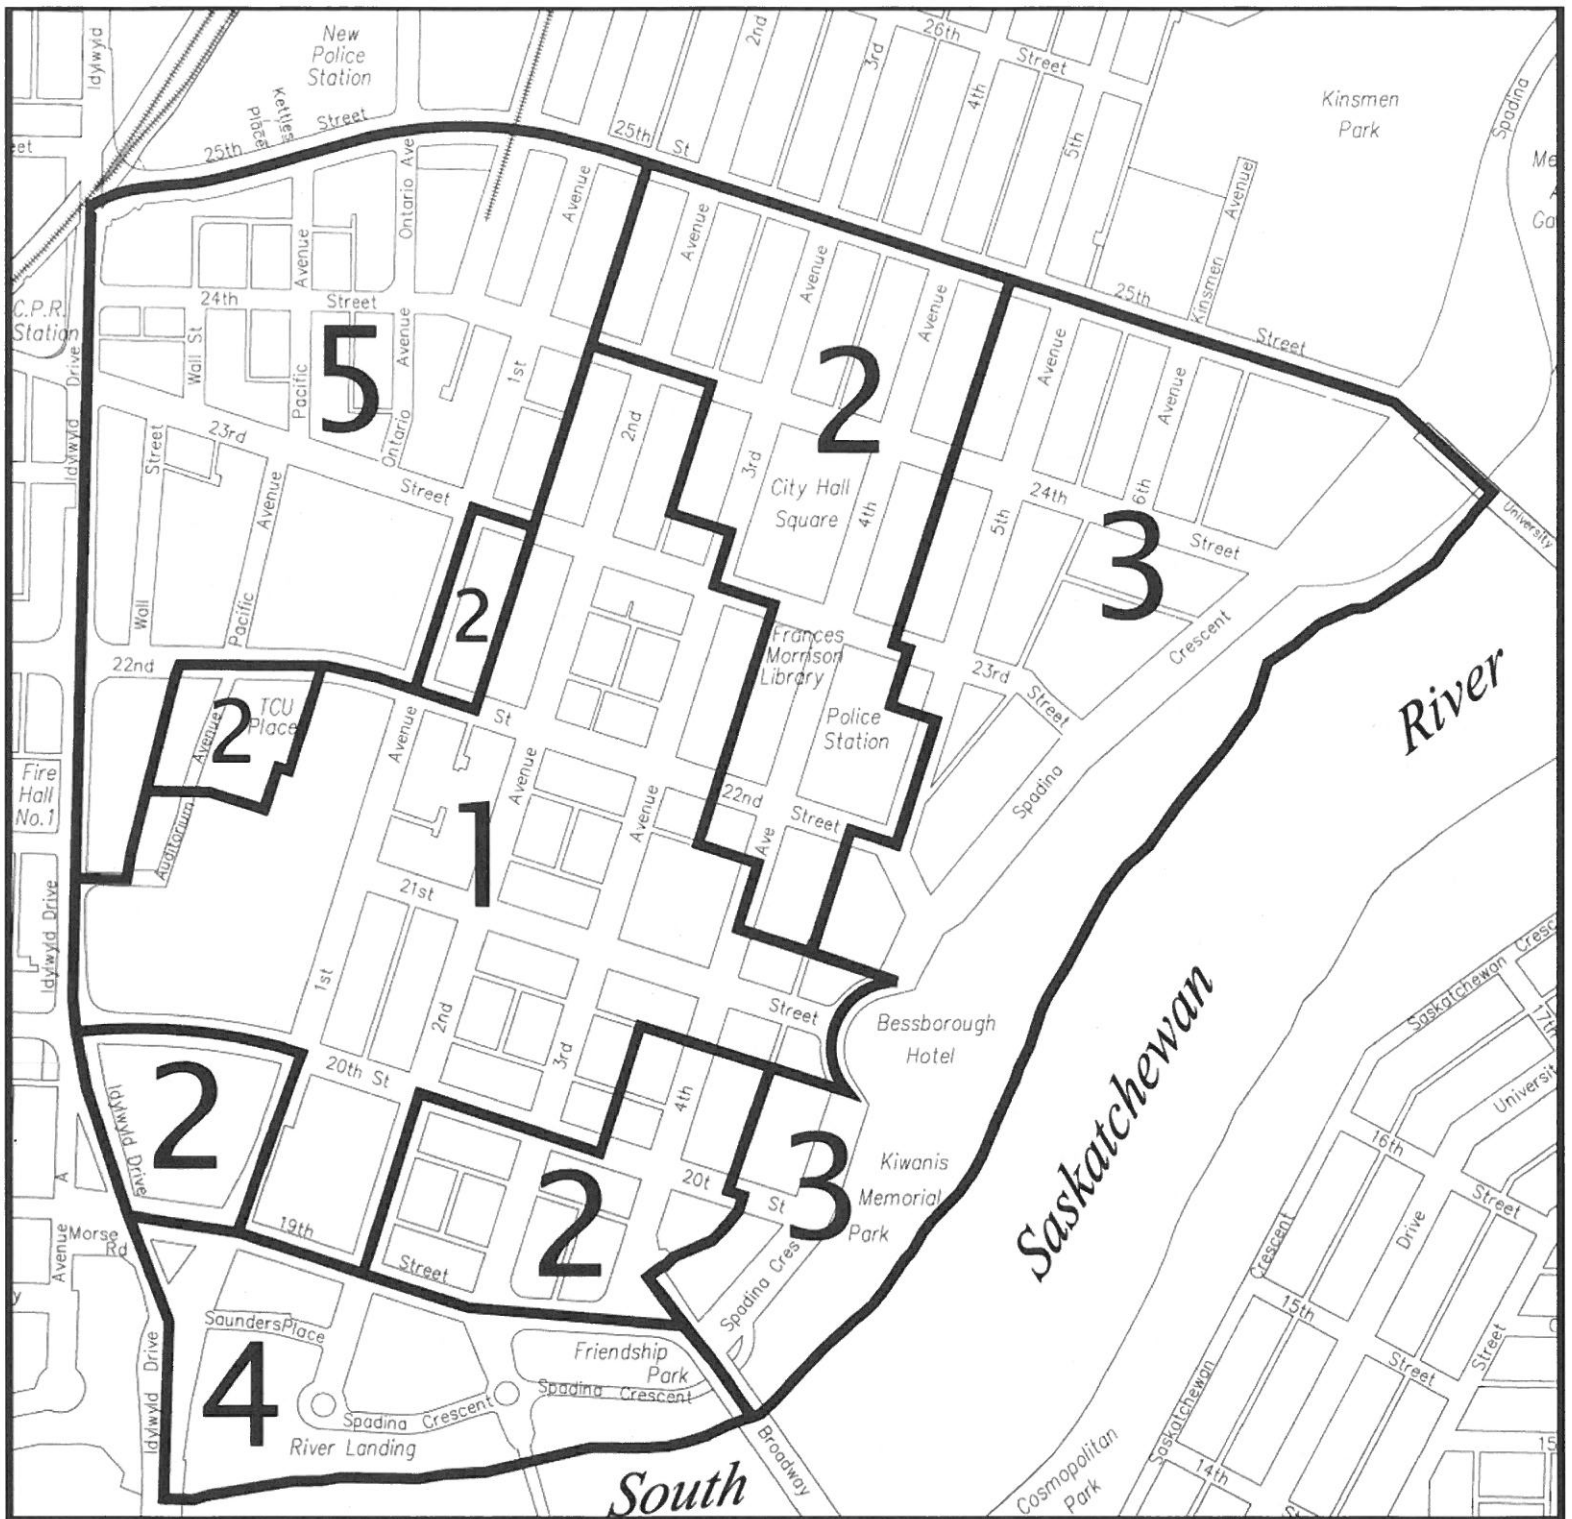 Idylwyld
New
Police
Station
2nd
3rd
26th
Street
4th
5th
Kinsmen
Park
Spadina
Kettles
Place
25th
Street
25th
St
Ontario Ave
Avenue
Avenue
Avenue
Avenue
Kinsmen
Avenue
25th
Street
C.P.R.
Station
24th
Street
Avenue
Wall St
Pacific
Avenue
Ontario
5
1st
2
Idylwyld
Drive
23rd
Street
Street
Wall
Avenue
Pacific
2nd
3rd
City Hall
Square
4th
5th
Avenue
Avenue
24th
6th
Street
3
University
2
Frances
Morrison
Library
23rd
Street
Crescent
22nd
TCU
Place
2
Avenue
Auditorium
Avenue
St
Avenue
Avenue
Police
Station
Spadina
River
Fire
Hall
No.1
22nd
Street
Ave
1
21st
Idylwyld Drive
1st
2nd
3rd
Street
Bessborough
Hotel
Saskatchewan
Saskatchewan
17th
2
Idylwyld Drive
20th St
4th
20t
St
3
Kiwanis
Memorial
Park
University
16th
Street
Crescent
Drive
A
Avenue
Morse
Rd
19th
Street
2
Spadina Cres
15th
Street
Street
Saunders Place
4
Idylwyld Drive
Friendship
Park
Spadina Crescent
Spadina Crescent
River Landing
South
Broadway
Cosmopolitan
Park
Saskatchewan
14th
15